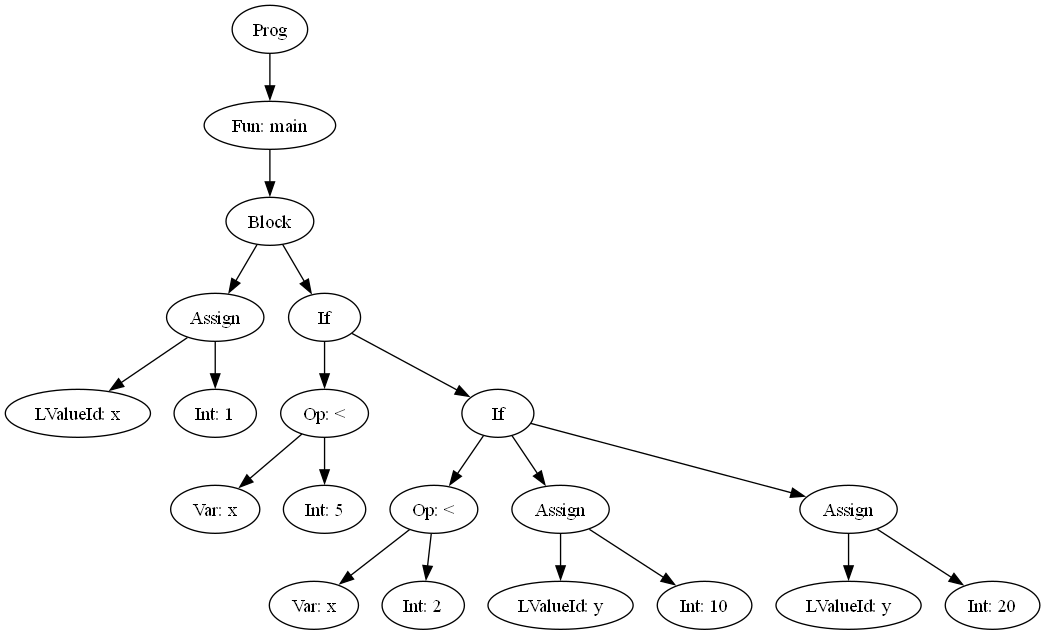 Prog
Fun: main
Block
Assign
If
LValueId: x
Int: 1
Op: <
If
Var: x
Int: 5
Op: <
Assign
Assign
Var: x
Int: 2
LValueId: y
Int: 10
LValueId: y
Int: 20